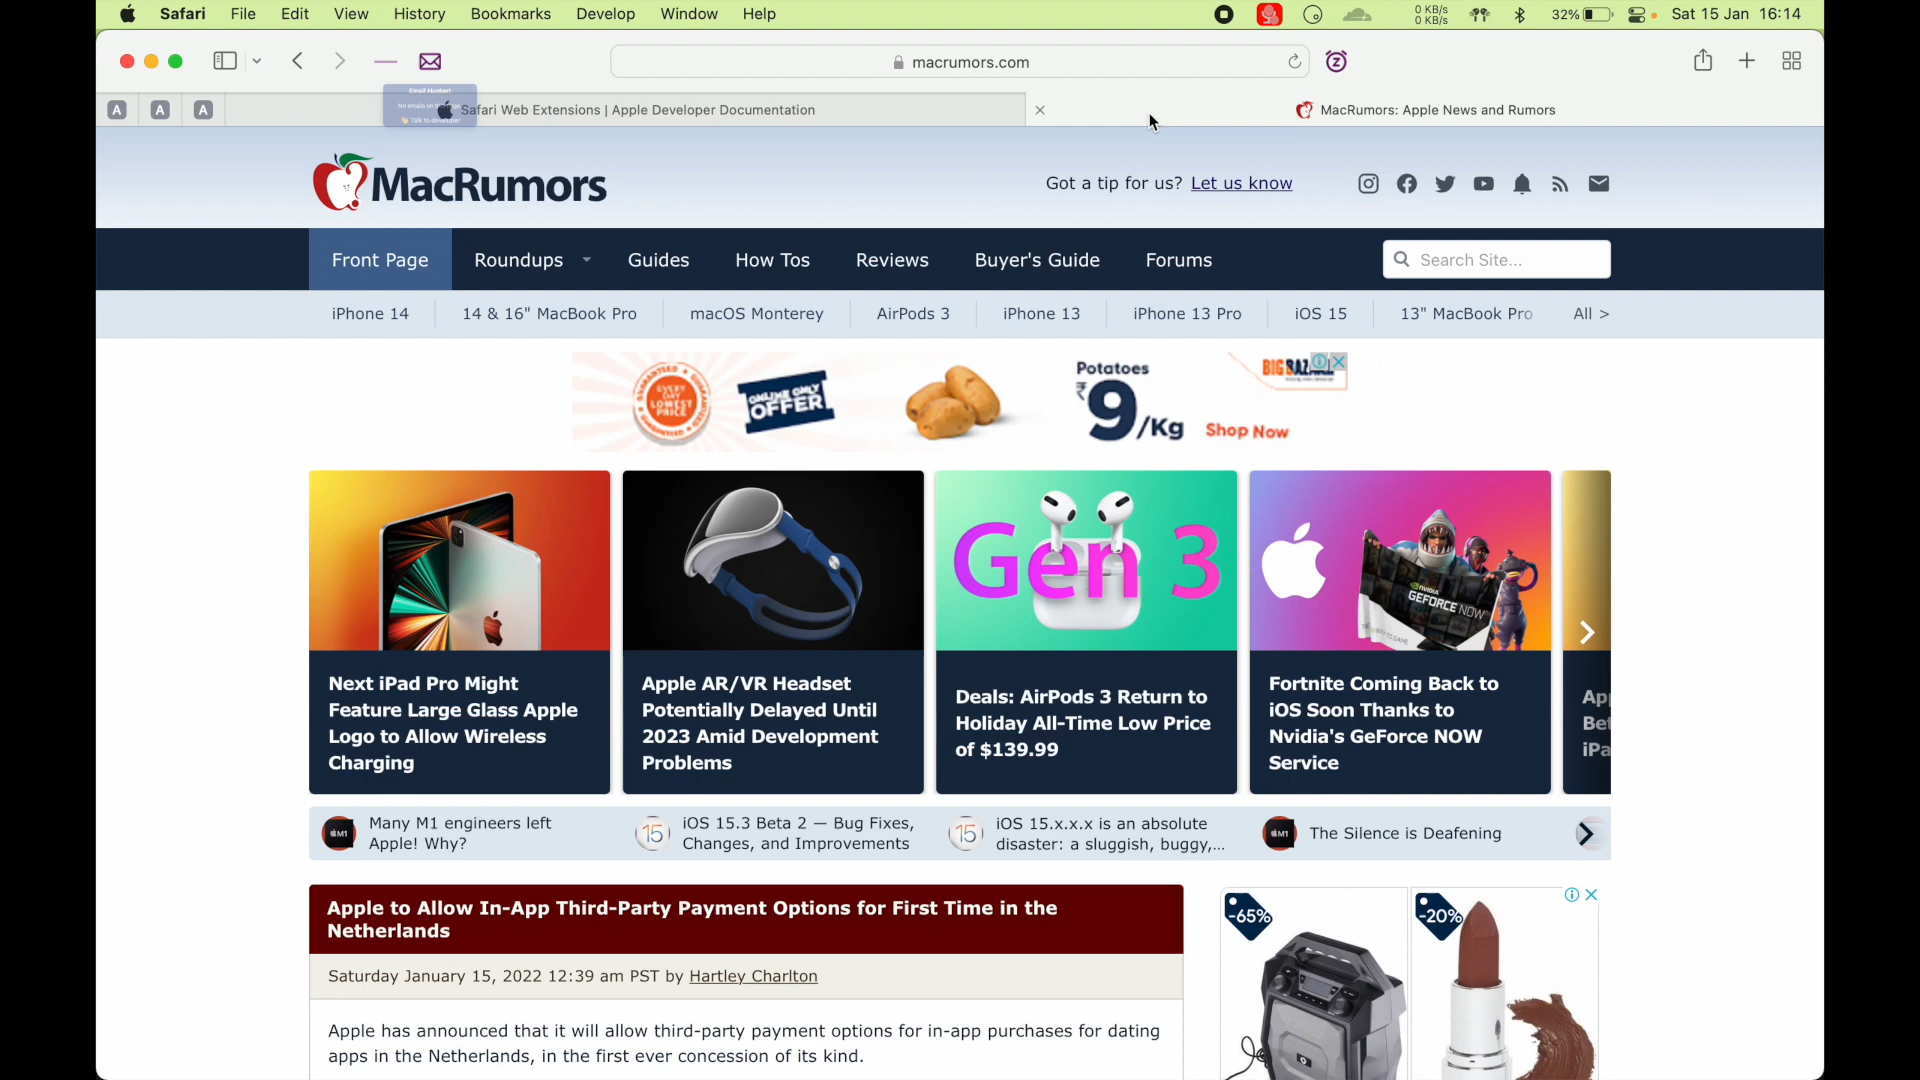 Safari File Edit View History Bookmarks Develop Window Help
0 KB/s
0 KB/s
32%
Sat 15 Jan 16:14
macrumors.com
Email Hunter!
Talk to developer
A A A
Safari Web Extensions | Apple Developer Documentation
MacRumors: Apple News and Rumors
MacRumors
Got a tip for us? Let us know
Front Page Roundups Guides How Tos Reviews Buyer's Guide Forums
Search Site...
iPhone 14 14 & 16" MacBook Pro macOS Monterey AirPods 3 iPhone 13 iPhone 13 Pro iOS 15 13" MacBook Pro All >
EVERY DAY LOWEST PRICE
ONLINE ONLY OFFER
Potatoes
₹9/Kg
Shop Now
Gen 3
NVIDIA
GEFORCE NOW
Next iPad Pro Might
Feature Large Glass Apple
Logo to Allow Wireless
Charging
Apple AR/VR Headset
Potentially Delayed Until
2023 Amid Development
Problems
Deals: AirPods 3 Return to
Holiday All-Time Low Price
of $139.99
Fortnite Coming Back to
iOS Soon Thanks to
Nvidia's GeForce NOW
Service
Ap
Bet
iPa
M1
Many M1 engineers left
Apple! Why?
15
iOS 15.3 Beta 2 — Bug Fixes,
Changes, and Improvements
15
iOS 15.x.x.x is an absolute
disaster: a sluggish, buggy,...
M1
The Silence is Deafening
Apple to Allow In-App Third-Party Payment Options for First Time in the
Netherlands
Saturday January 15, 2022 12:39 am PST by Hartley Charlton
Apple has announced that it will allow third-party payment options for in-app purchases for dating
apps in the Netherlands, in the first ever concession of its kind.
-65%
-20%